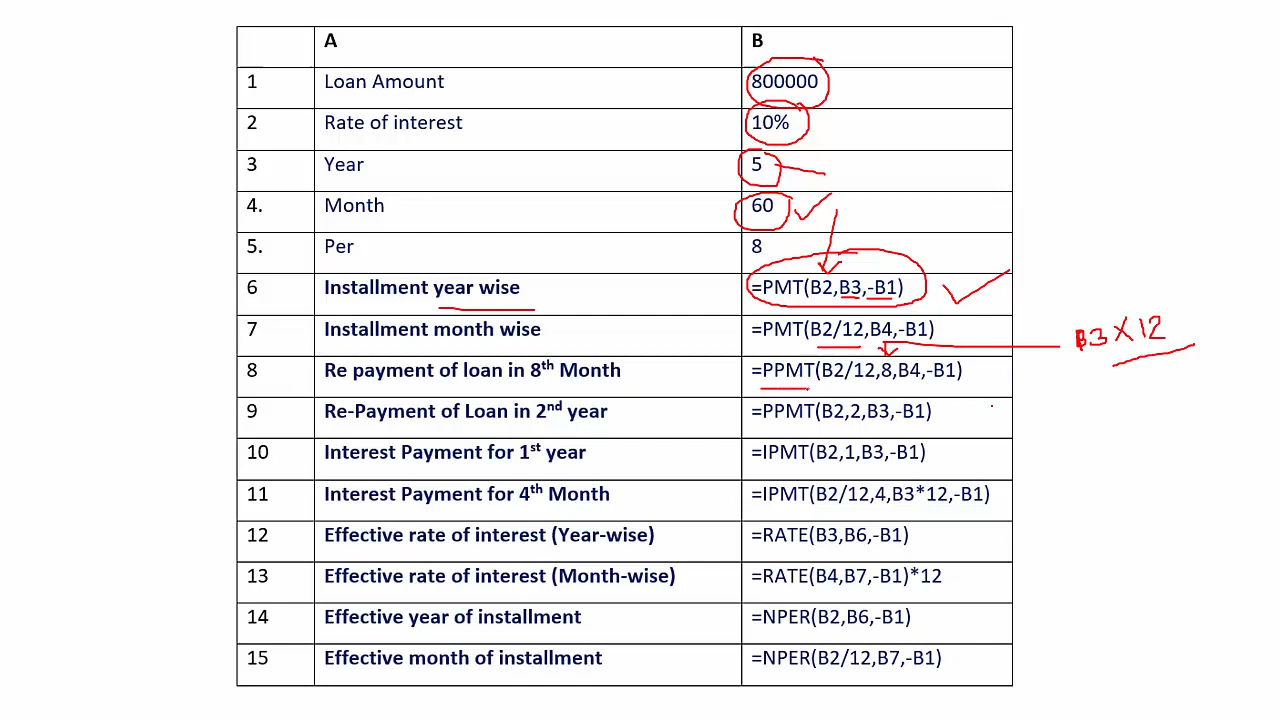 A B
1 Loan Amount 800000
2 Rate of interest 10%
3 Year 5
4. Month 60
5. Per 8
6 Installment year wise =PMT(B2,B3,-B1)
7 Installment month wise =PMT(B2/12,B4,-B1) B3 X 12
8 Re payment of loan in 8th Month =PPMT(B2/12,8,B4,-B1)
9 Re-Payment of Loan in 2nd year =PPMT(B2,2,B3,-B1)
10 Interest Payment for 1st year =IPMT(B2,1,B3,-B1)
11 Interest Payment for 4th Month =IPMT(B2/12,4,B3*12,-B1)
12 Effective rate of interest (Year-wise) =RATE(B3,B6,-B1)
13 Effective rate of interest (Month-wise) =RATE(B4,B7,-B1)*12
14 Effective year of installment =NPER(B2,B6,-B1)
15 Effective month of installment =NPER(B2/12,B7,-B1)